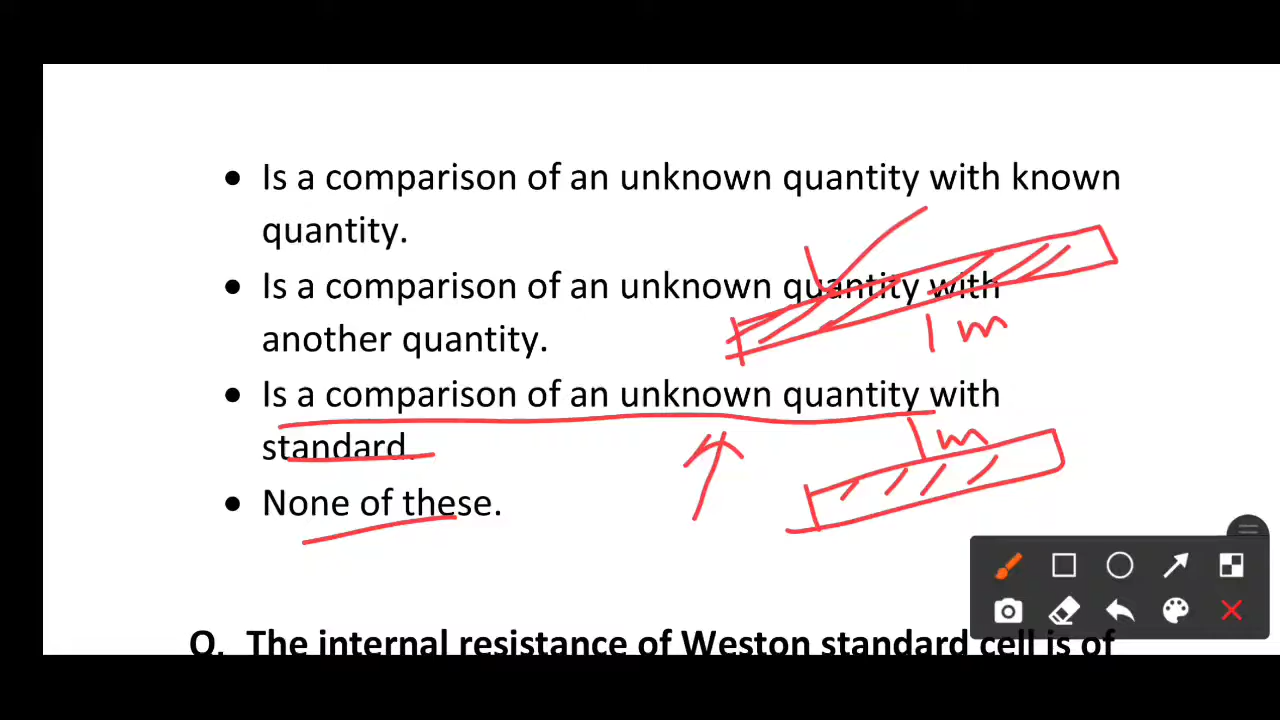 • Is a comparison of an unknown quantity with known
quantity.
• Is a comparison of an unknown quantity with
another quantity.
1 m
• Is a comparison of an unknown quantity with
1 m
standard.
• None of these.
Q. The internal resistance of Weston standard cell is of